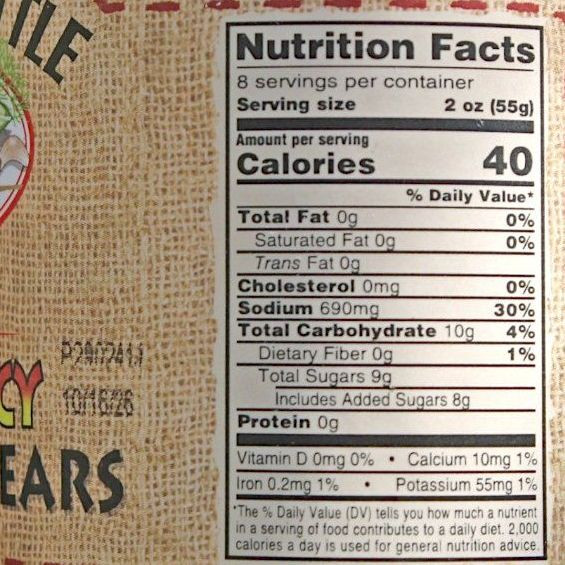 TLE
CY
EARS
10/16/26
Nutrition Facts
8 servings per container
Serving size 2 oz (55g)
Amount per serving
Calories 40
% Daily Value*
Total Fat 0g 0%
Saturated Fat 0g 0%
Trans Fat 0g
Cholesterol 0mg 0%
Sodium 690mg 30%
Total Carbohydrate 10g 4%
Dietary Fiber 0g 1%
Total Sugars 9g
Includes Added Sugars 8g
Protein 0g
Vitamin D 0mg 0% • Calcium 10mg 1%
Iron 0.2mg 1% • Potassium 55mg 1%
*The % Daily Value (DV) tells you how much a nutrient
in a serving of food contributes to a daily diet. 2,000
calories a day is used for general nutrition advice.